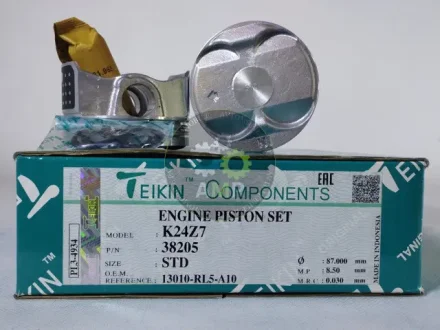 TEIKIN COMPONENTS
EAC
ENGINE PISTON SET
MODEL: K24Z7
P/N: 38205
SIZE: STD Ø : 87.000 mm
O.E.M. : 13010-RL5-A10 M.P : 8.50 mm
M R C : 0.030 mm
MADE IN INDONESIA